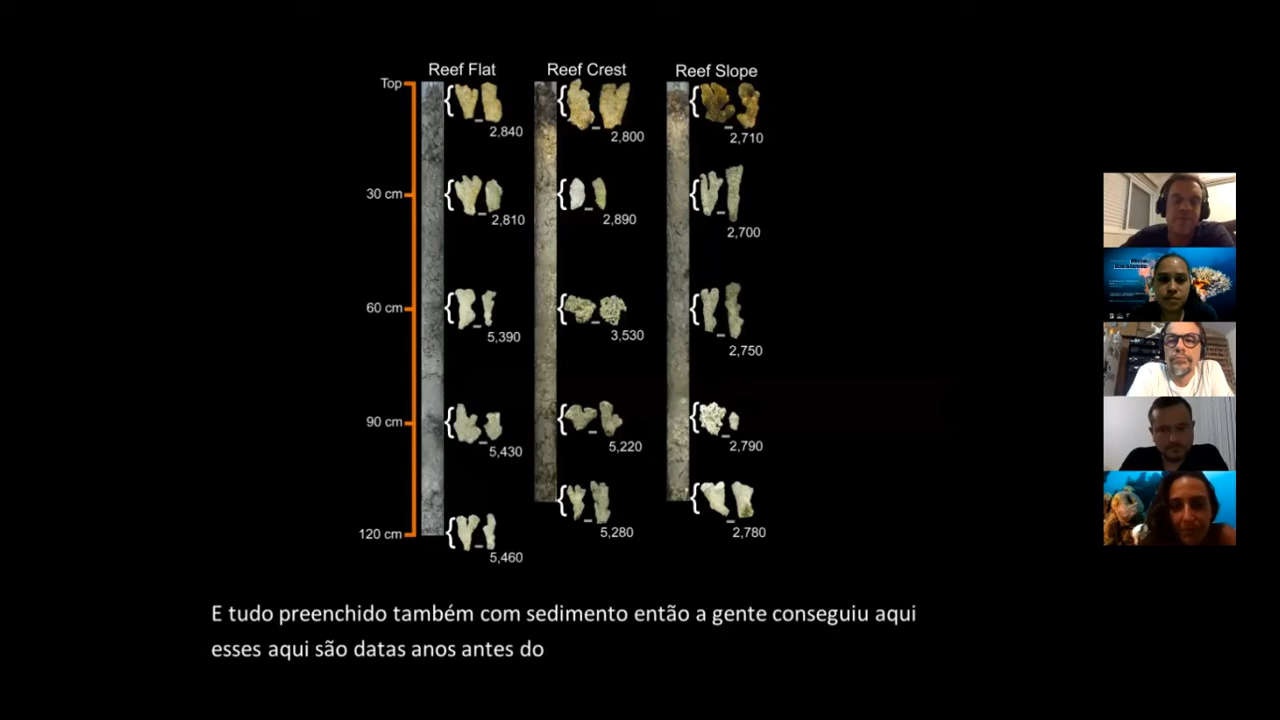 Reef Flat Reef Crest Reef Slope
Top
2,840 2,800 2,710
30 cm
2,810 2,890 2,700
60 cm
5,390 3,530 2,750
90 cm
5,430 5,220 2,790
5,280 2,780
120 cm
5,460
E tudo preenchido também com sedimento então a gente conseguiu aqui
esses aqui são datas anos antes do